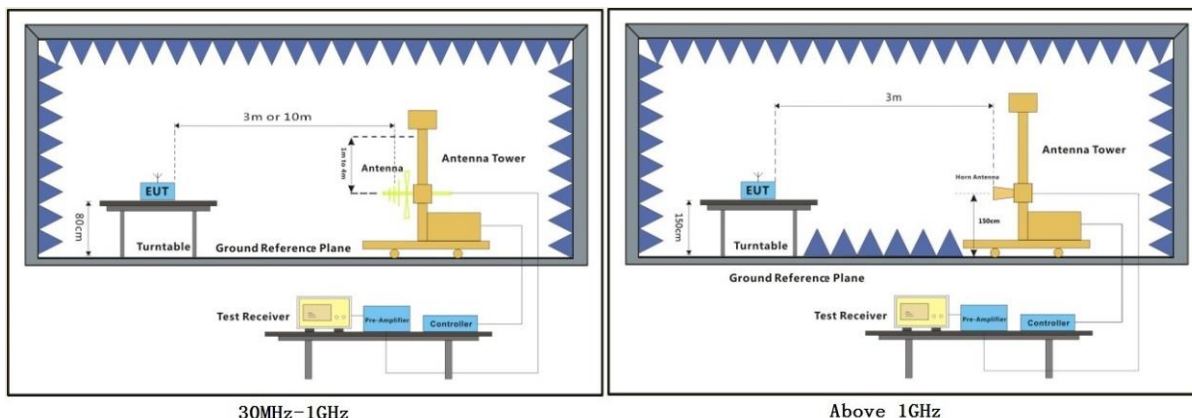 3m or 10m
1m to 4m
Antenna
Antenna Tower
EUT
80cm
Turntable
Ground Reference Plane
Test Receiver
Pre-Amplifier
Controller
30MHz-1GHz
3m
Antenna Tower
Horn Antenna
EUT
150cm
150cm
Turntable
Ground Reference Plane
Test Receiver
Pre-Amplifier
Controller
Above 1GHz